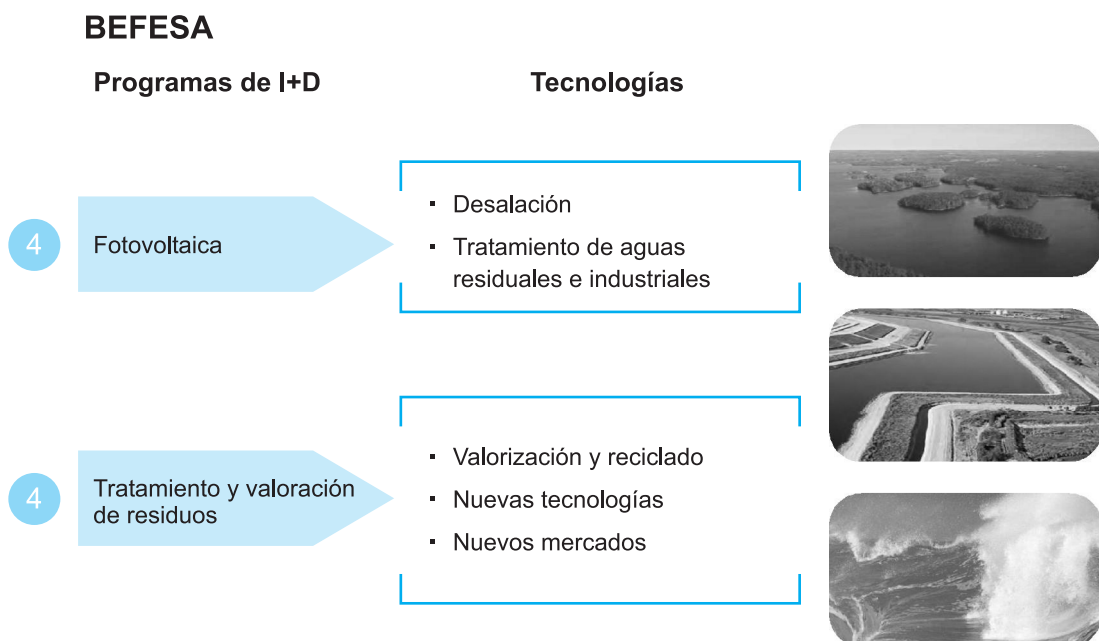 BEFESA
Programas de I+D
Tecnologías
4
Fotovoltaica
▪ Desalación
▪ Tratamiento de aguas
residuales e industriales
4
Tratamiento y valoración
de residuos
▪ Valorización y reciclado
▪ Nuevas tecnologías
▪ Nuevos mercados